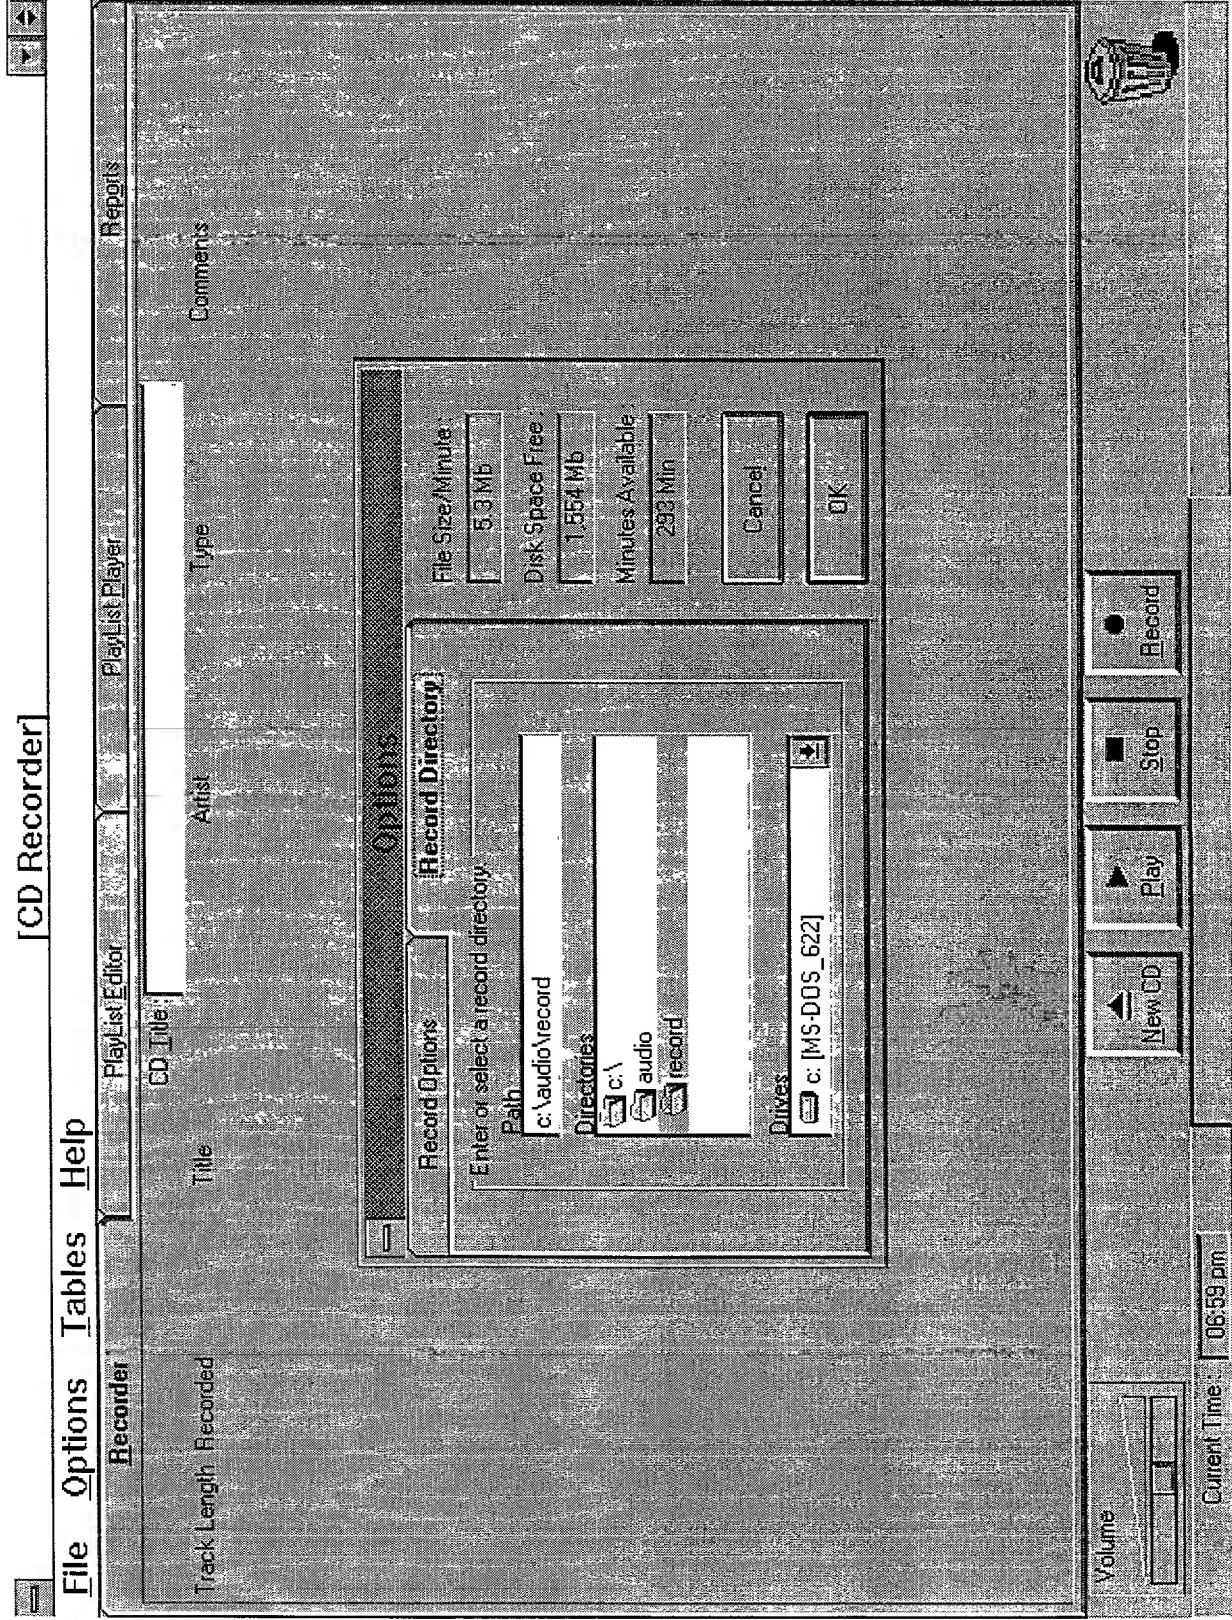 [CD Recorder]
File Options Tables Help
Recorder PlayList Editor PlayList Player Reports
CD Title:
Track Length Recorded Title Artist Type Comments
Options
Record Options Record Directory
Enter or select a record directory.
Path
c:\audio\record
Directories
c:\
audio
record
Drives
c: [MS-DOS_622]
File Size/Minute:
5.3 Mb
Disk Space Free:
1,554 Mb
Minutes Available:
293 Min
Cancel
OK
Volume
New CD Play Stop Record
Current Time: 06:59 pm